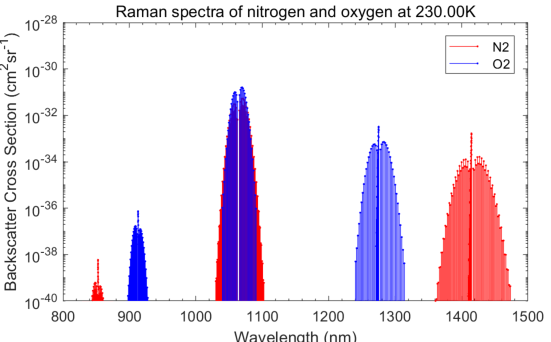 Raman spectra of nitrogen and oxygen at 230.00K
Backscatter Cross Section (cm²sr⁻¹)
10⁻²⁸
10⁻³⁰
10⁻³²
10⁻³⁴
10⁻³⁶
10⁻³⁸
10⁻⁴⁰
N2
O2
800 900 1000 1100 1200 1300 1400 1500
Wavelength (nm)